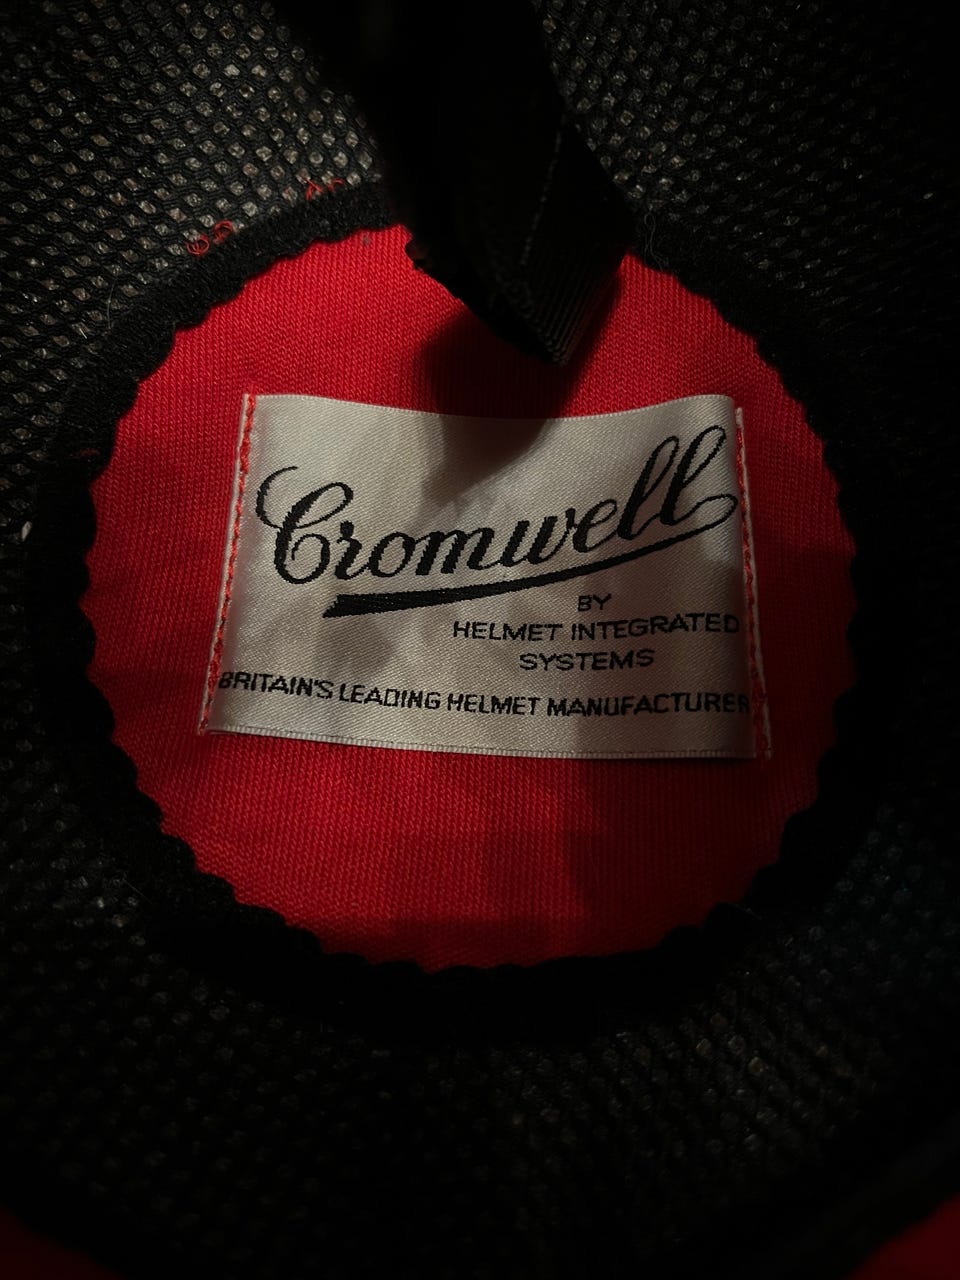 Cromwell
BY
HELMET INTEGRATED
SYSTEMS
BRITAIN'S LEADING HELMET MANUFACTURER